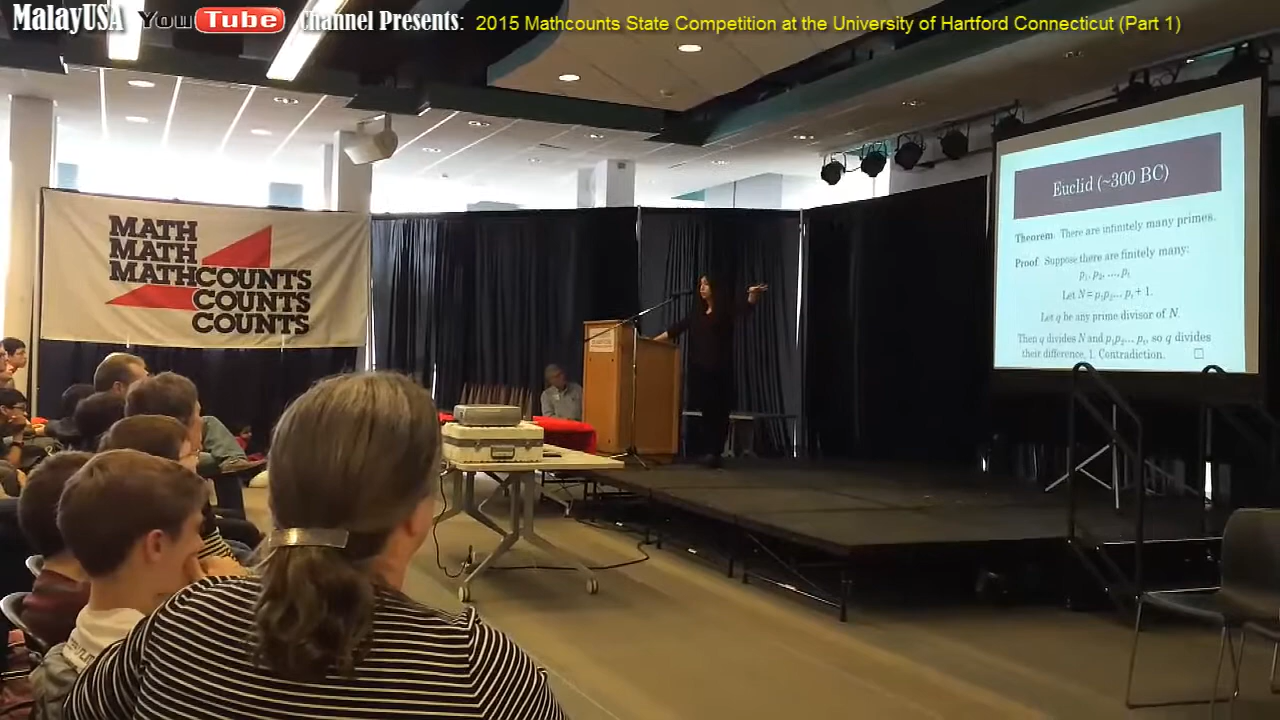 MalayUSA YouTube Channel Presents: 2015 Mathcounts State Competition at the University of Hartford Connecticut (Part 1)
MATH
MATH
MATHCOUNTS
COUNTS
COUNTS
Euclid (~300 BC)
Theorem: There are infinitely many primes.
Proof: Suppose there are finitely many:
p₁, p₂, ..., pₜ
Let N = p₁p₂... pₜ + 1.
Let q be any prime divisor of N.
Then q divides N and p₁p₂... pₜ, so q divides
their difference, 1. Contradiction. □